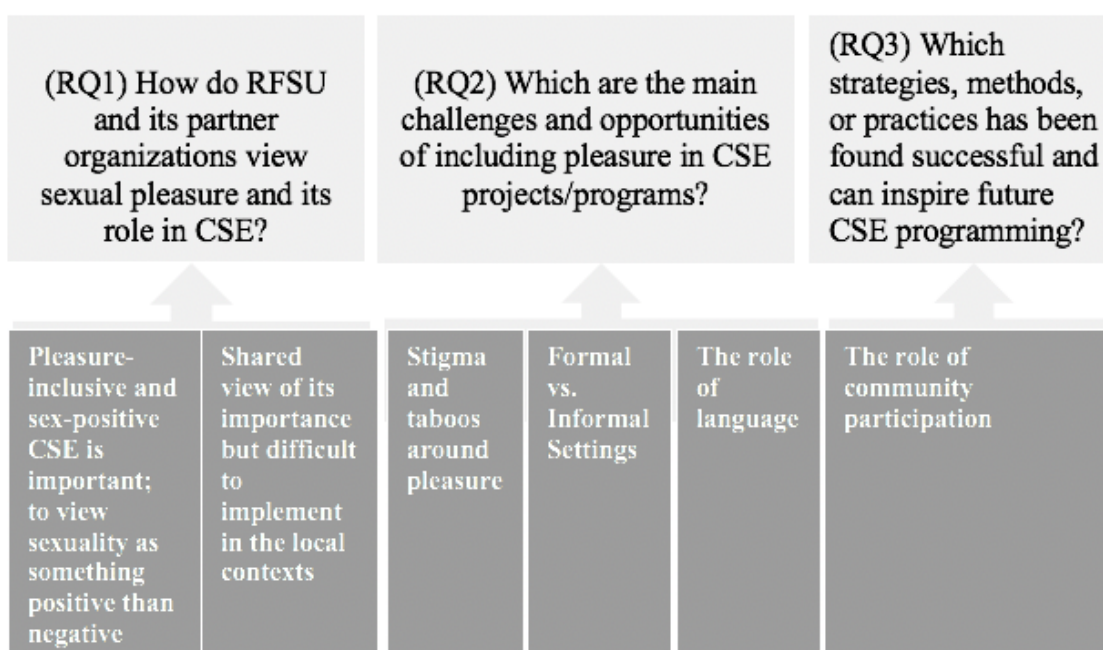 (RQ1) How do RFSU
and its partner
organizations view
sexual pleasure and its
role in CSE?
(RQ2) Which are the main
challenges and opportunities
of including pleasure in CSE
projects/programs?
(RQ3) Which
strategies, methods,
or practices has been
found successful and
can inspire future
CSE programming?
Pleasure-
inclusive and
sex-positive
CSE is
important;
to view
sexuality as
something
positive than
negative
Shared
view of its
importance
but difficult
to
implement
in the local
contexts
Stigma
and
taboos
around
pleasure
Formal
vs.
Informal
Settings
The role
of
language
The role of
community
participation